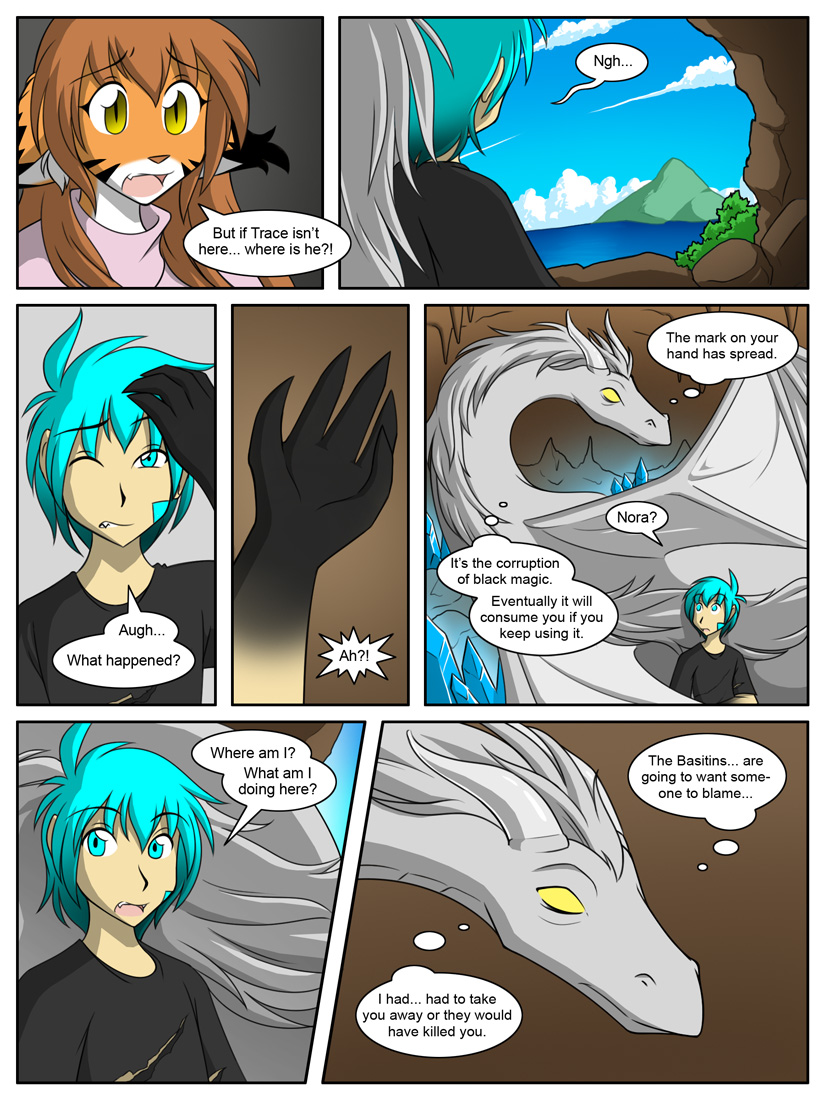 But if Trace isn't
here... where is he?!
Ngh...
Augh...
What happened?
Ah?!
The mark on your
hand has spread.
Nora?
It's the corruption
of black magic.
Eventually it will
consume you if you
keep using it.
Where am I?
What am I
doing here?
The Basitins... are
going to want some-
one to blame...
I had... had to take
you away or they would
have killed you.